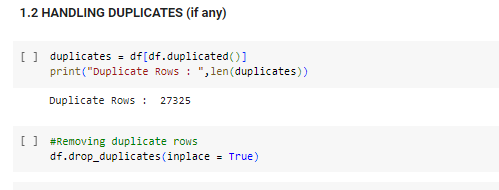 1.2 HANDLING DUPLICATES (if any)
[ ] duplicates = df[df.duplicated()]
print("Duplicate Rows : ",len(duplicates))
Duplicate Rows :  27325
[ ] #Removing duplicate rows
df.drop_duplicates(inplace = True)